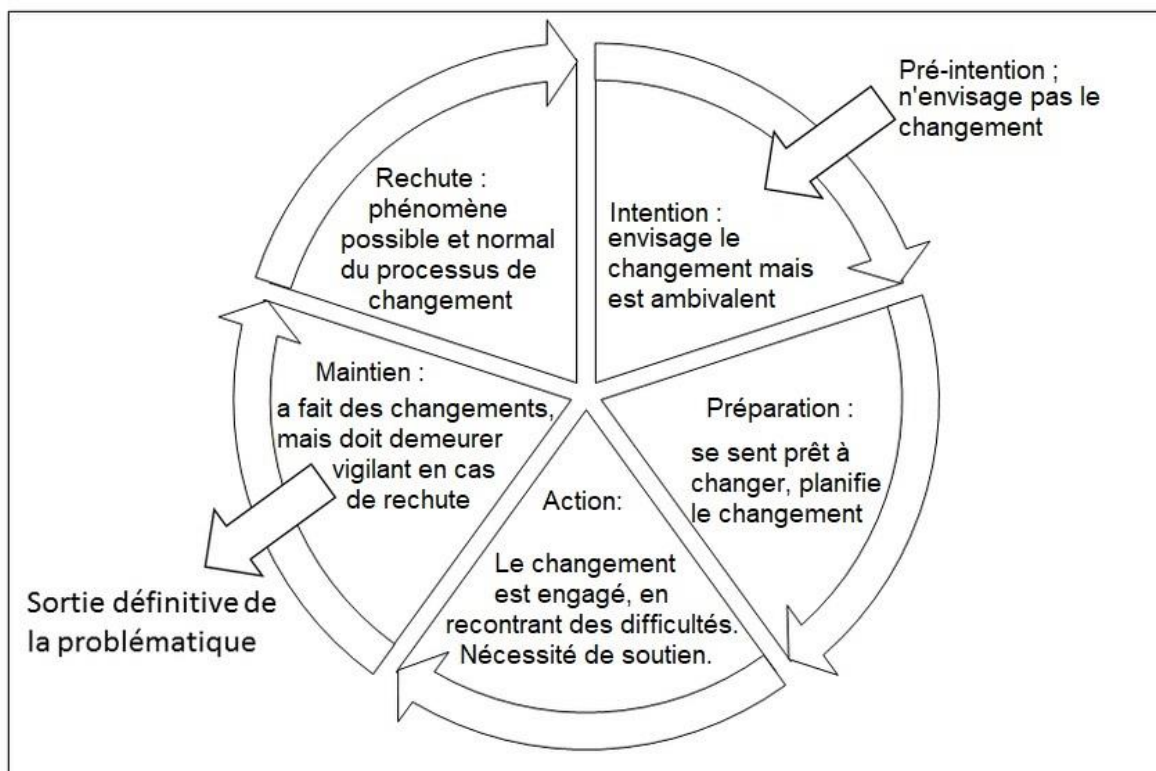 Pré-intention ;
n'envisage pas le
changement
Intention :
envisage le
changement mais
est ambivalent
Préparation :
se sent prêt à
changer, planifie
le changement
Action:
Le changement
est engagé, en
recontrant des difficultés.
Nécessité de soutien.
Maintien :
a fait des changements,
mais doit demeurer
vigilant en cas
de rechute
Sortie définitive de
la problématique
Rechute :
phénomène
possible et normal
du processus de
changement